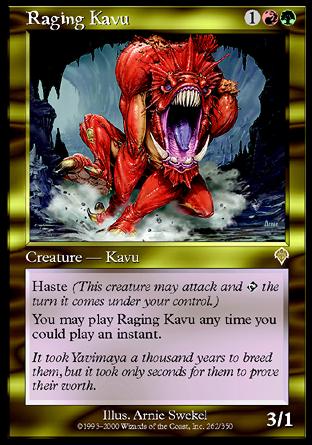 Raging Kavu 1
Creature — Kavu
Haste (This creature may attack and
the turn it comes under your control.)
You may play Raging Kavu any time you
could play an instant.
It took Yavimaya a thousand years to breed
them, but it took only seconds for them to prove
their worth.
Illus. Arnie Swekel
©1993-2000 Wizards of the Coast, Inc. 262/350
3/1